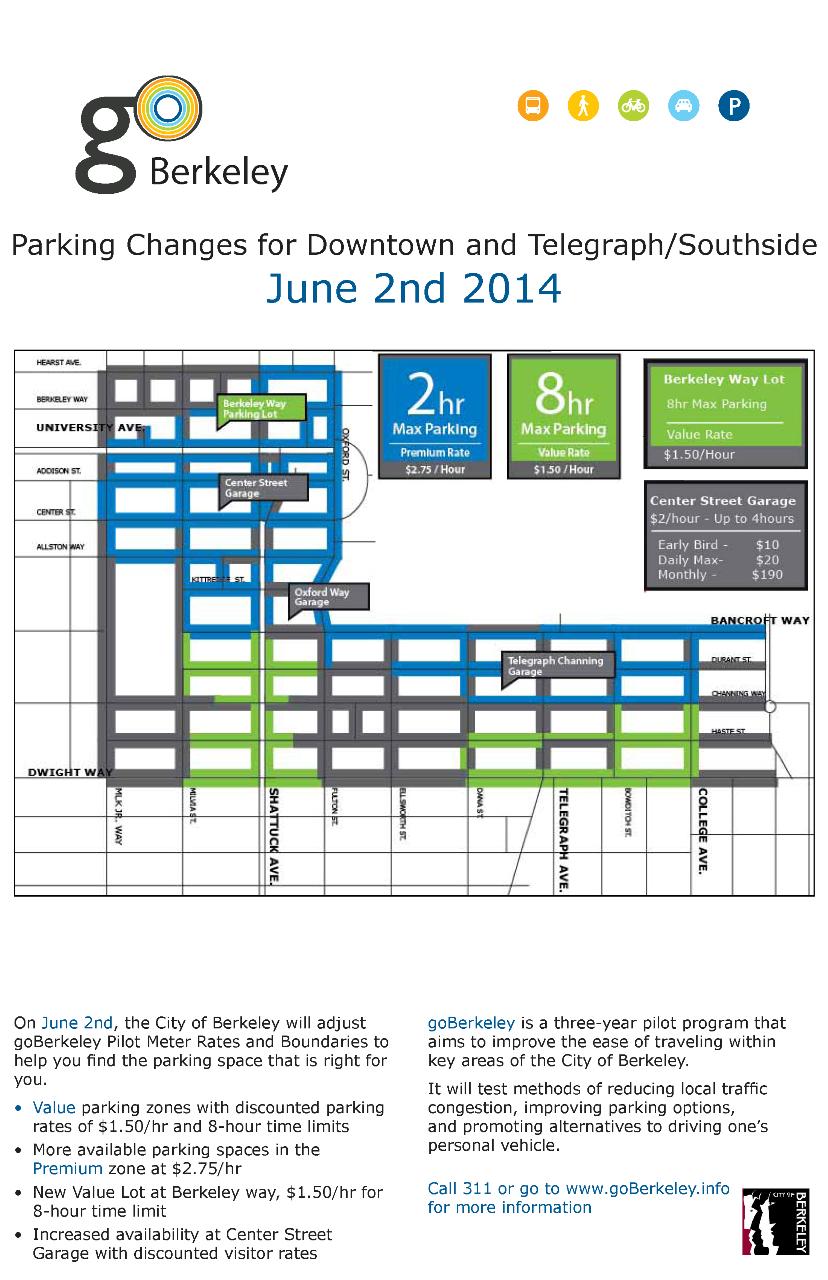 go
Berkeley
P
Parking Changes for Downtown and Telegraph/Southside
June 2nd 2014
HEARST AVE.
BERKELEY WAY
UNIVERSITY AVE.
ADDISON ST.
CENTER ST.
ALLSTON WAY
KITTREDGE ST.
OXFORD ST.
Berkeley Way
Parking Lot
Center Street
Garage
Oxford Way
Garage
Telegraph Channing
Garage
2hr
Max Parking
Premium Rate
$2.75 / Hour
8hr
Max Parking
Value Rate
$1.50 / Hour
Berkeley Way Lot
8hr Max Parking
Value Rate
$1.50/Hour
Center Street Garage
$2/hour - Up to 4hours
Early Bird - $10
Daily Max- $20
Monthly - $190
BANCROFT WAY
DURANT ST.
CHANNING WAY
HASTE ST.
DWIGHT WAY
MLK JR. WAY
MILVIA ST.
SHATTUCK AVE.
FULTON ST.
ELLSWORTH ST.
DANA ST.
TELEGRAPH AVE.
BOWDITCH ST.
COLLEGE AVE.
On June 2nd, the City of Berkeley will adjust
goBerkeley Pilot Meter Rates and Boundaries to
help you find the parking space that is right for
you.
• Value parking zones with discounted parking
rates of $1.50/hr and 8-hour time limits
• More available parking spaces in the
Premium zone at $2.75/hr
• New Value Lot at Berkeley way, $1.50/hr for
8-hour time limit
• Increased availability at Center Street
Garage with discounted visitor rates
goBerkeley is a three-year pilot program that
aims to improve the ease of traveling within
key areas of the City of Berkeley.
It will test methods of reducing local traffic
congestion, improving parking options,
and promoting alternatives to driving one's
personal vehicle.
Call 311 or go to www.goBerkeley.info
for more information
CITY OF
BERKELEY